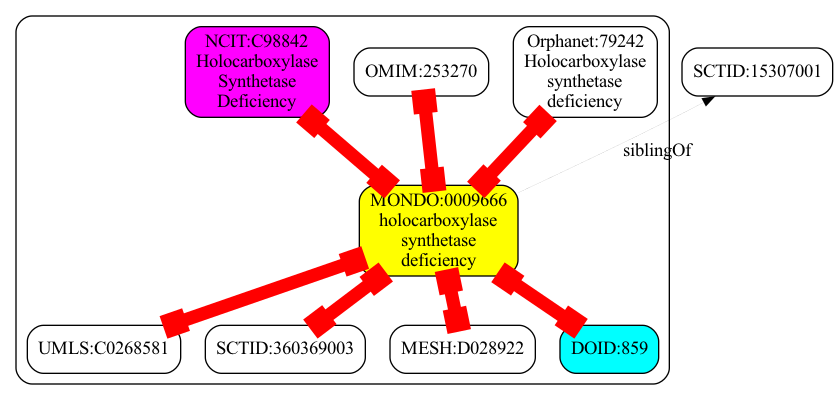 NCIT:C98842
Holocarboxylase
Synthetase
Deficiency
OMIM:253270
Orphanet:79242
Holocarboxylase
synthetase
deficiency
SCTID:15307001
siblingOf
MONDO:0009666
holocarboxylase
synthetase
deficiency
UMLS:C0268581
SCTID:360369003
MESH:D028922
DOID:859